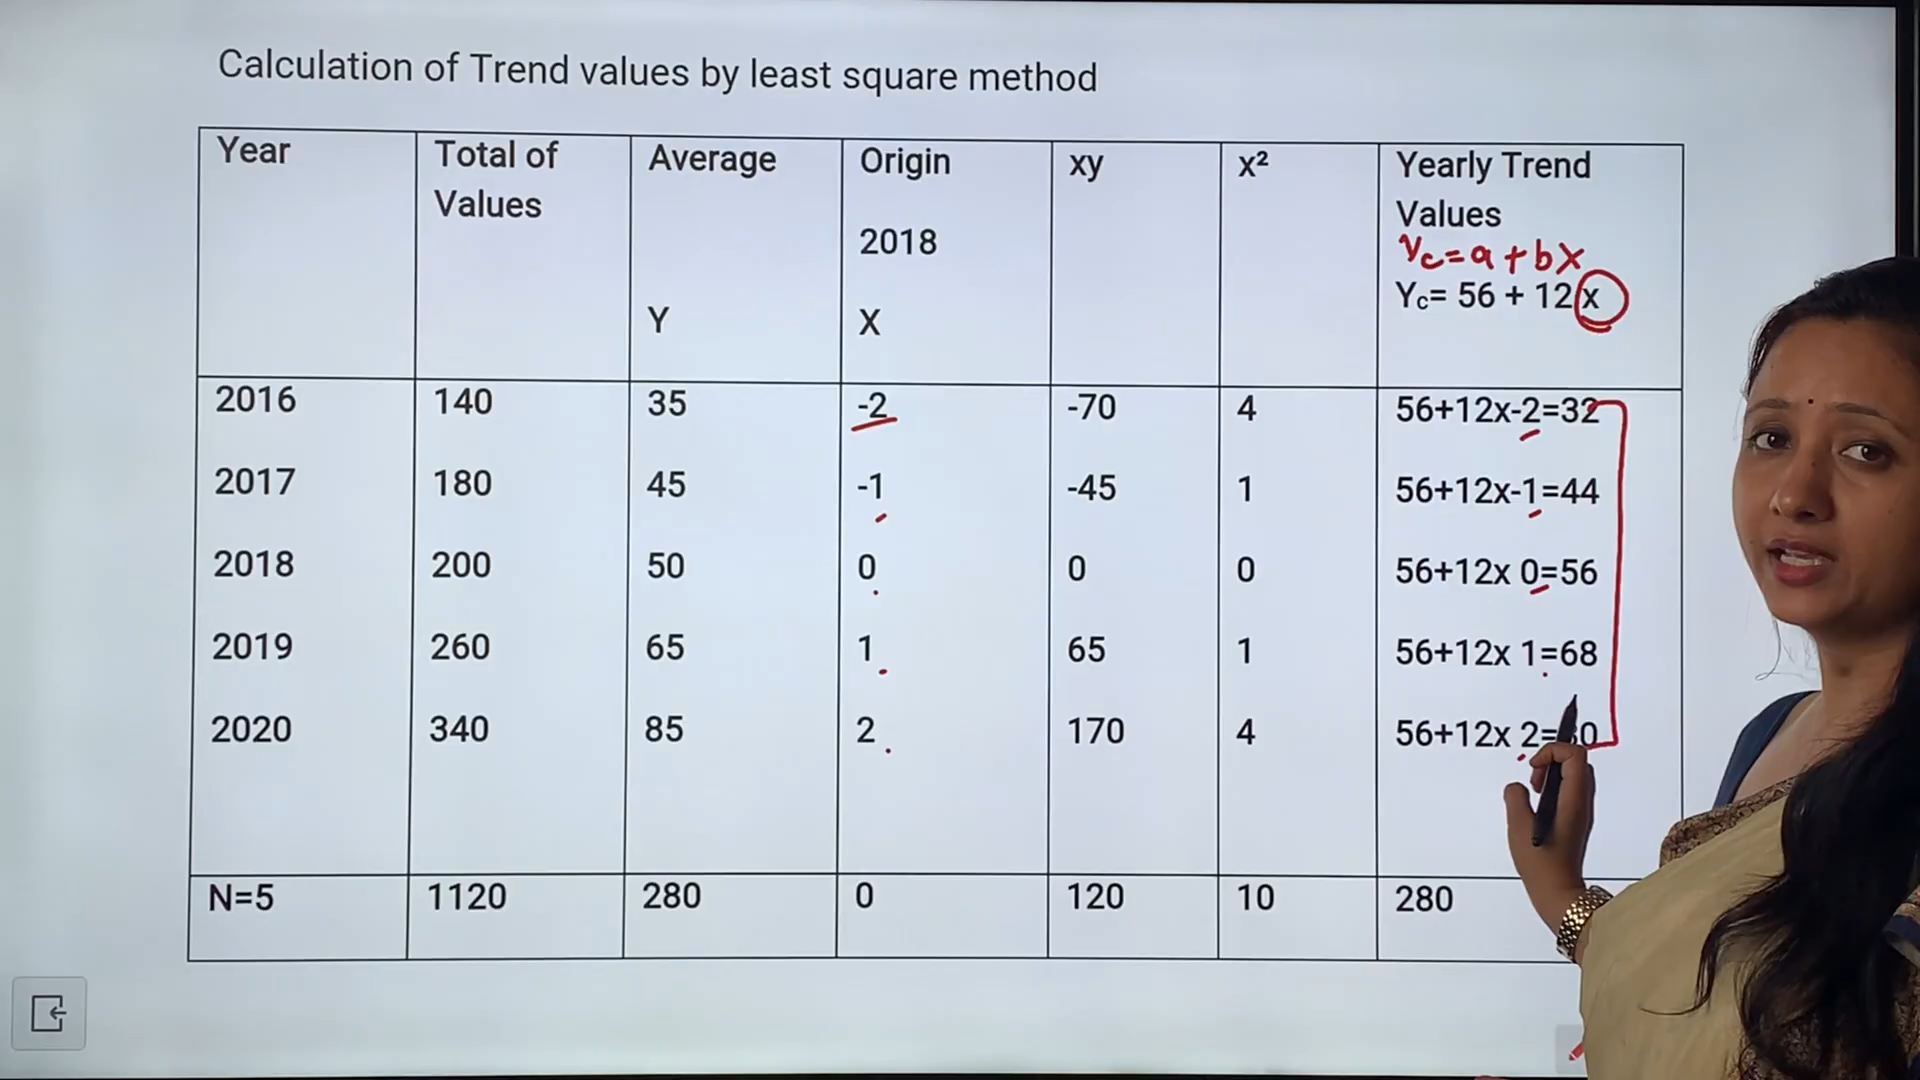 Calculation of Trend values by least square method
Year
Total of
Values
Average
Y
Origin
2018
X
xy
x²
Yearly Trend
Values
Yc=a+bx
Yc= 56 + 12x
2016 140 35 -2 -70 4 56+12x-2=32
2017 180 45 -1 -45 1 56+12x-1=44
2018 200 50 0 0 0 56+12x 0=56
2019 260 65 1 65 1 56+12x 1=68
2020 340 85 2 170 4 56+12x 2=
N=5 1120 280 0 120 10 280